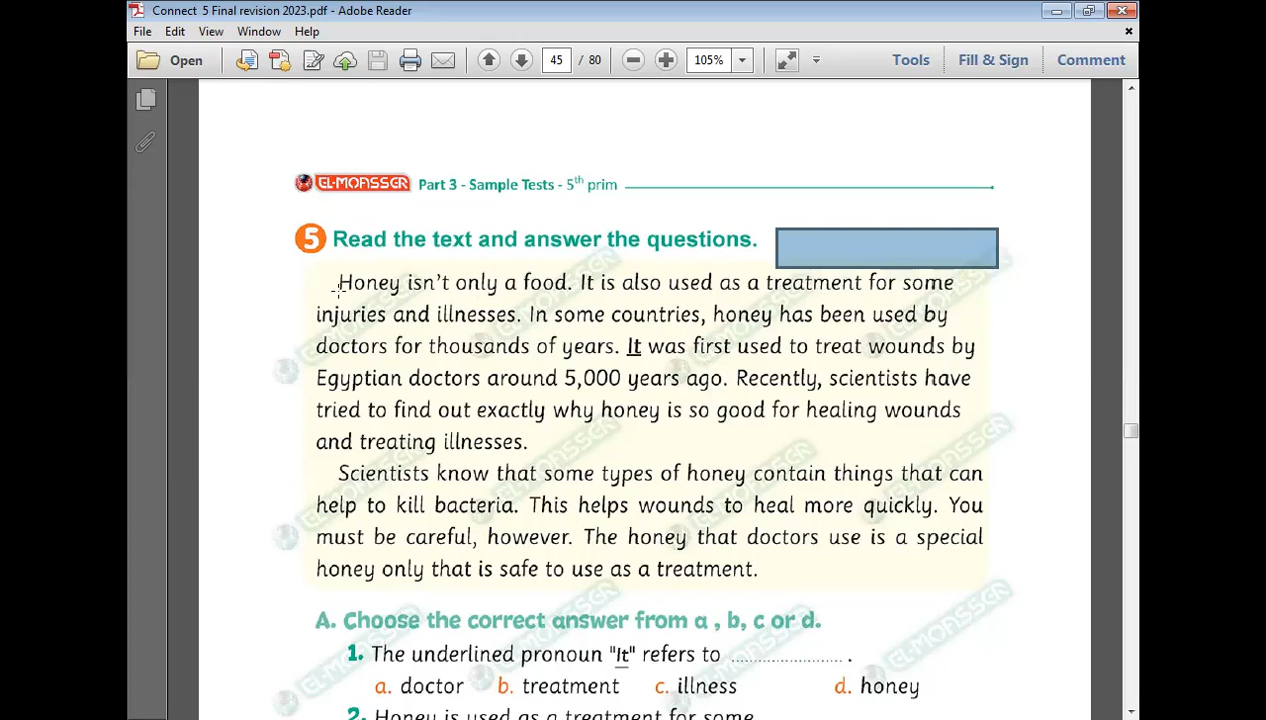 Connect 5 Final revision 2023.pdf - Adobe Reader
File Edit View Window Help
Open 45 / 80 105% Tools Fill & Sign Comment
EL-MOASSER Part 3 - Sample Tests - 5th prim
5 Read the text and answer the questions.
Honey isn't only a food. It is also used as a treatment for some
injuries and illnesses. In some countries, honey has been used by
doctors for thousands of years. It was first used to treat wounds by
Egyptian doctors around 5,000 years ago. Recently, scientists have
tried to find out exactly why honey is so good for healing wounds
and treating illnesses.
Scientists know that some types of honey contain things that can
help to kill bacteria. This helps wounds to heal more quickly. You
must be careful, however. The honey that doctors use is a special
honey only that is safe to use as a treatment.
A. Choose the correct answer from a , b, c or d.
1. The underlined pronoun "It" refers to ........................ .
a. doctor b. treatment c. illness d. honey
2. Honey is used as a treatment for some